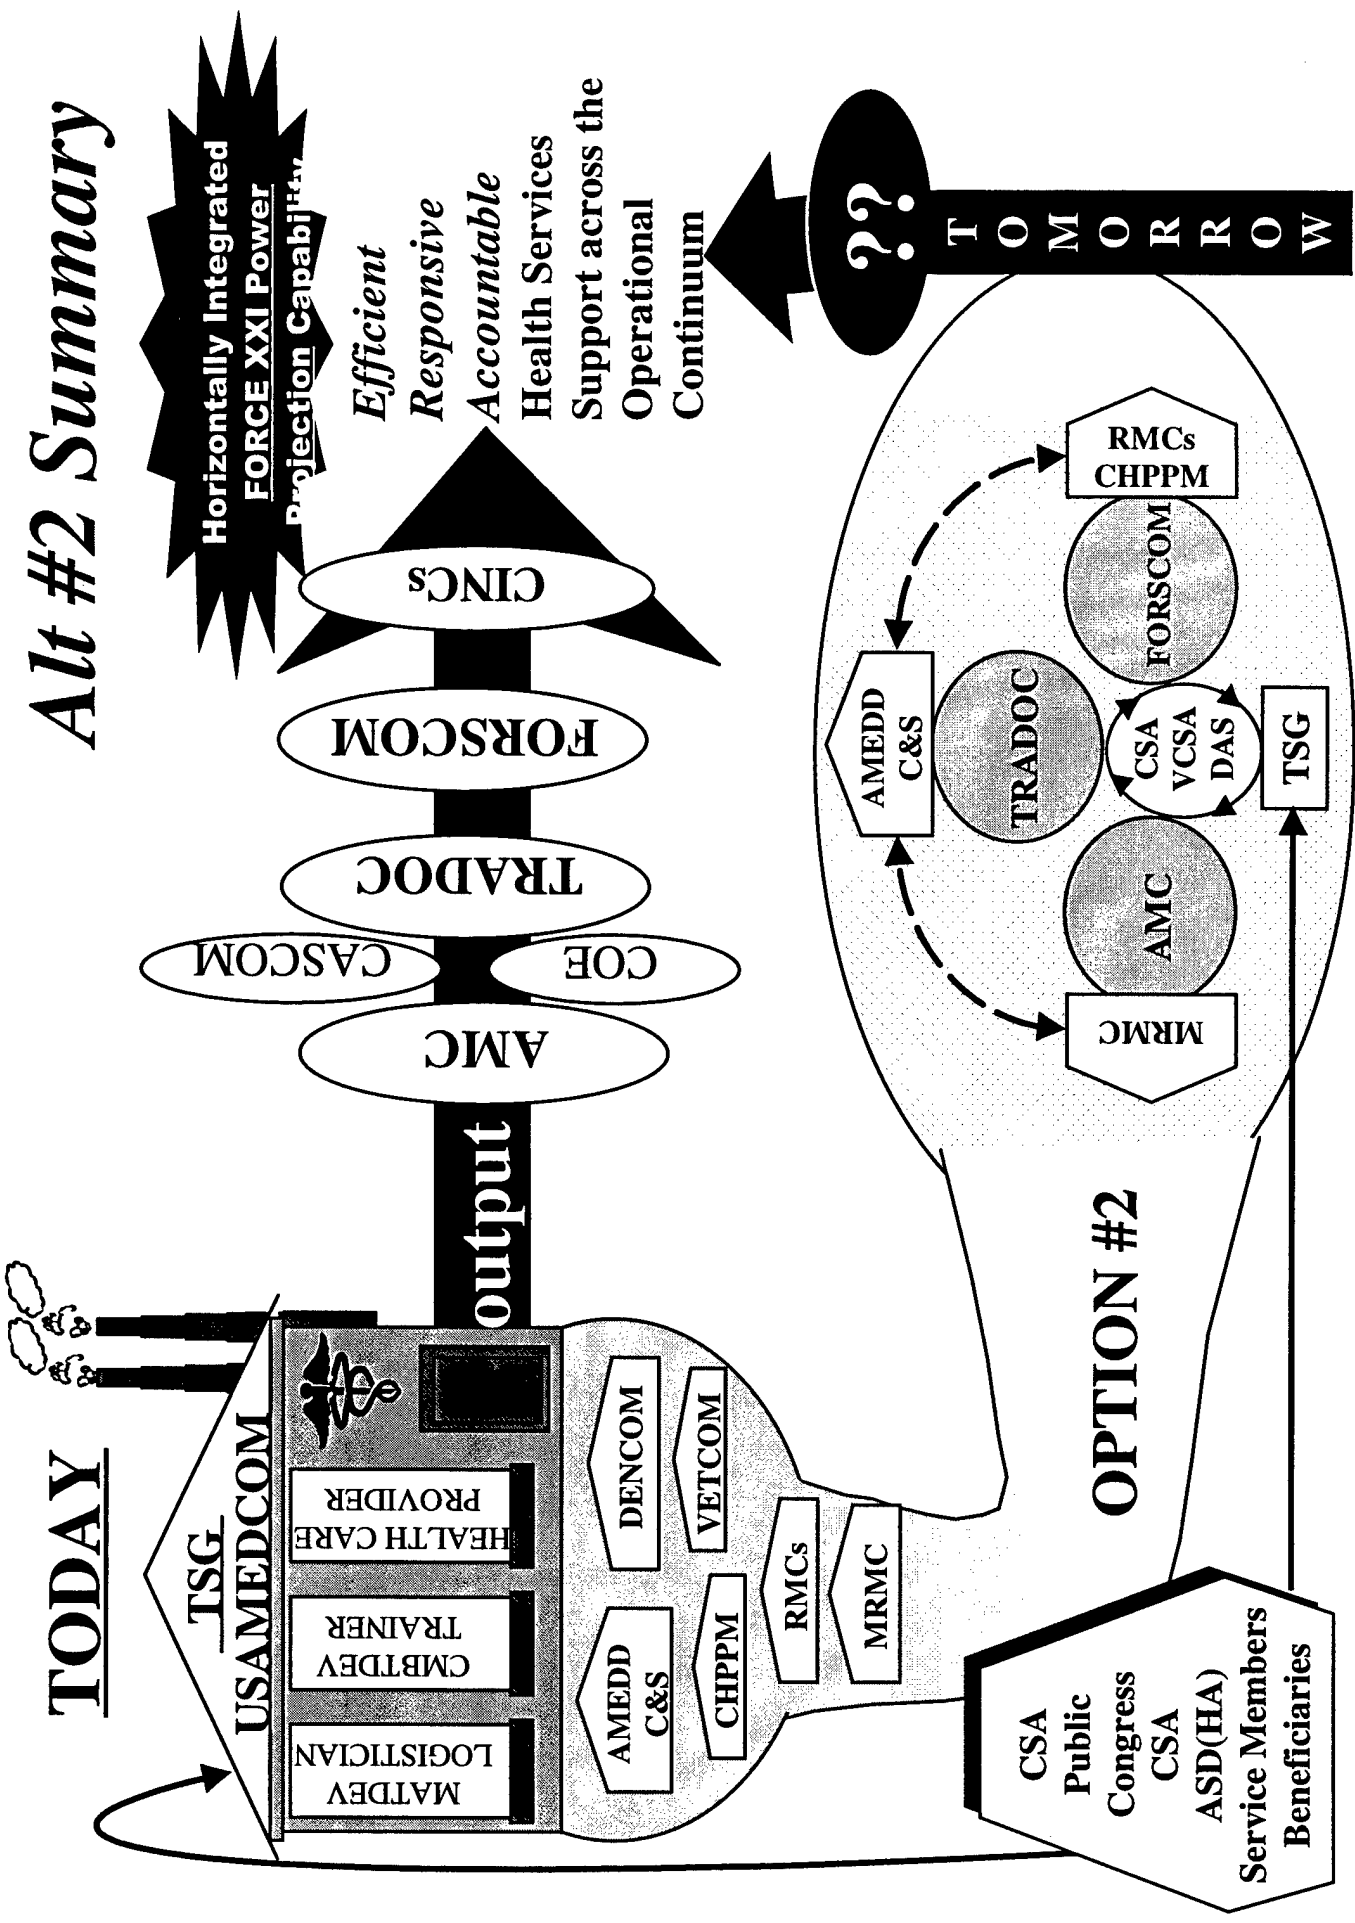 Alt #2 Summary
TODAY
TSG
USAMEDCOM
MATDEV
LOGISTICIAN
CMBTDEV
TRAINER
HEALTH CARE
PROVIDER
output
AMC
CASCOM
COE
TRADOC
FORSCOM
CINCs
Horizontally Integrated
FORCE XXI Power
Projection Capability
Efficient
Responsive
Accountable
Health Services
Support across the
Operational
Continuum
AMEDD
C&S
DENCOM
CHPPM
VETCOM
RMCs
MRMC
OPTION #2
CSA
Public
Congress
CSA
ASD(HA)
Service Members
Beneficiaries
AMEDD
C&S
TRADOC
MRMC
AMC
CSA
VCSA
DAS
FORSCOM
RMCs
CHPPM
TSG
??
TOMORROW